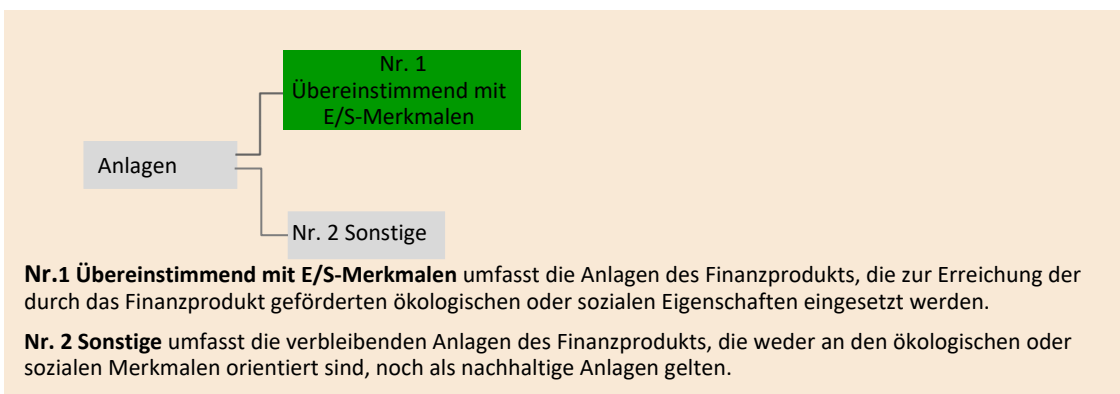 Nr. 1
Übereinstimmend mit
E/S-Merkmalen
Anlagen
Nr. 2 Sonstige
Nr.1 Übereinstimmend mit E/S-Merkmalen umfasst die Anlagen des Finanzprodukts, die zur Erreichung der
durch das Finanzprodukt geförderten ökologischen oder sozialen Eigenschaften eingesetzt werden.
Nr. 2 Sonstige umfasst die verbleibenden Anlagen des Finanzprodukts, die weder an den ökologischen oder
sozialen Merkmalen orientiert sind, noch als nachhaltige Anlagen gelten.